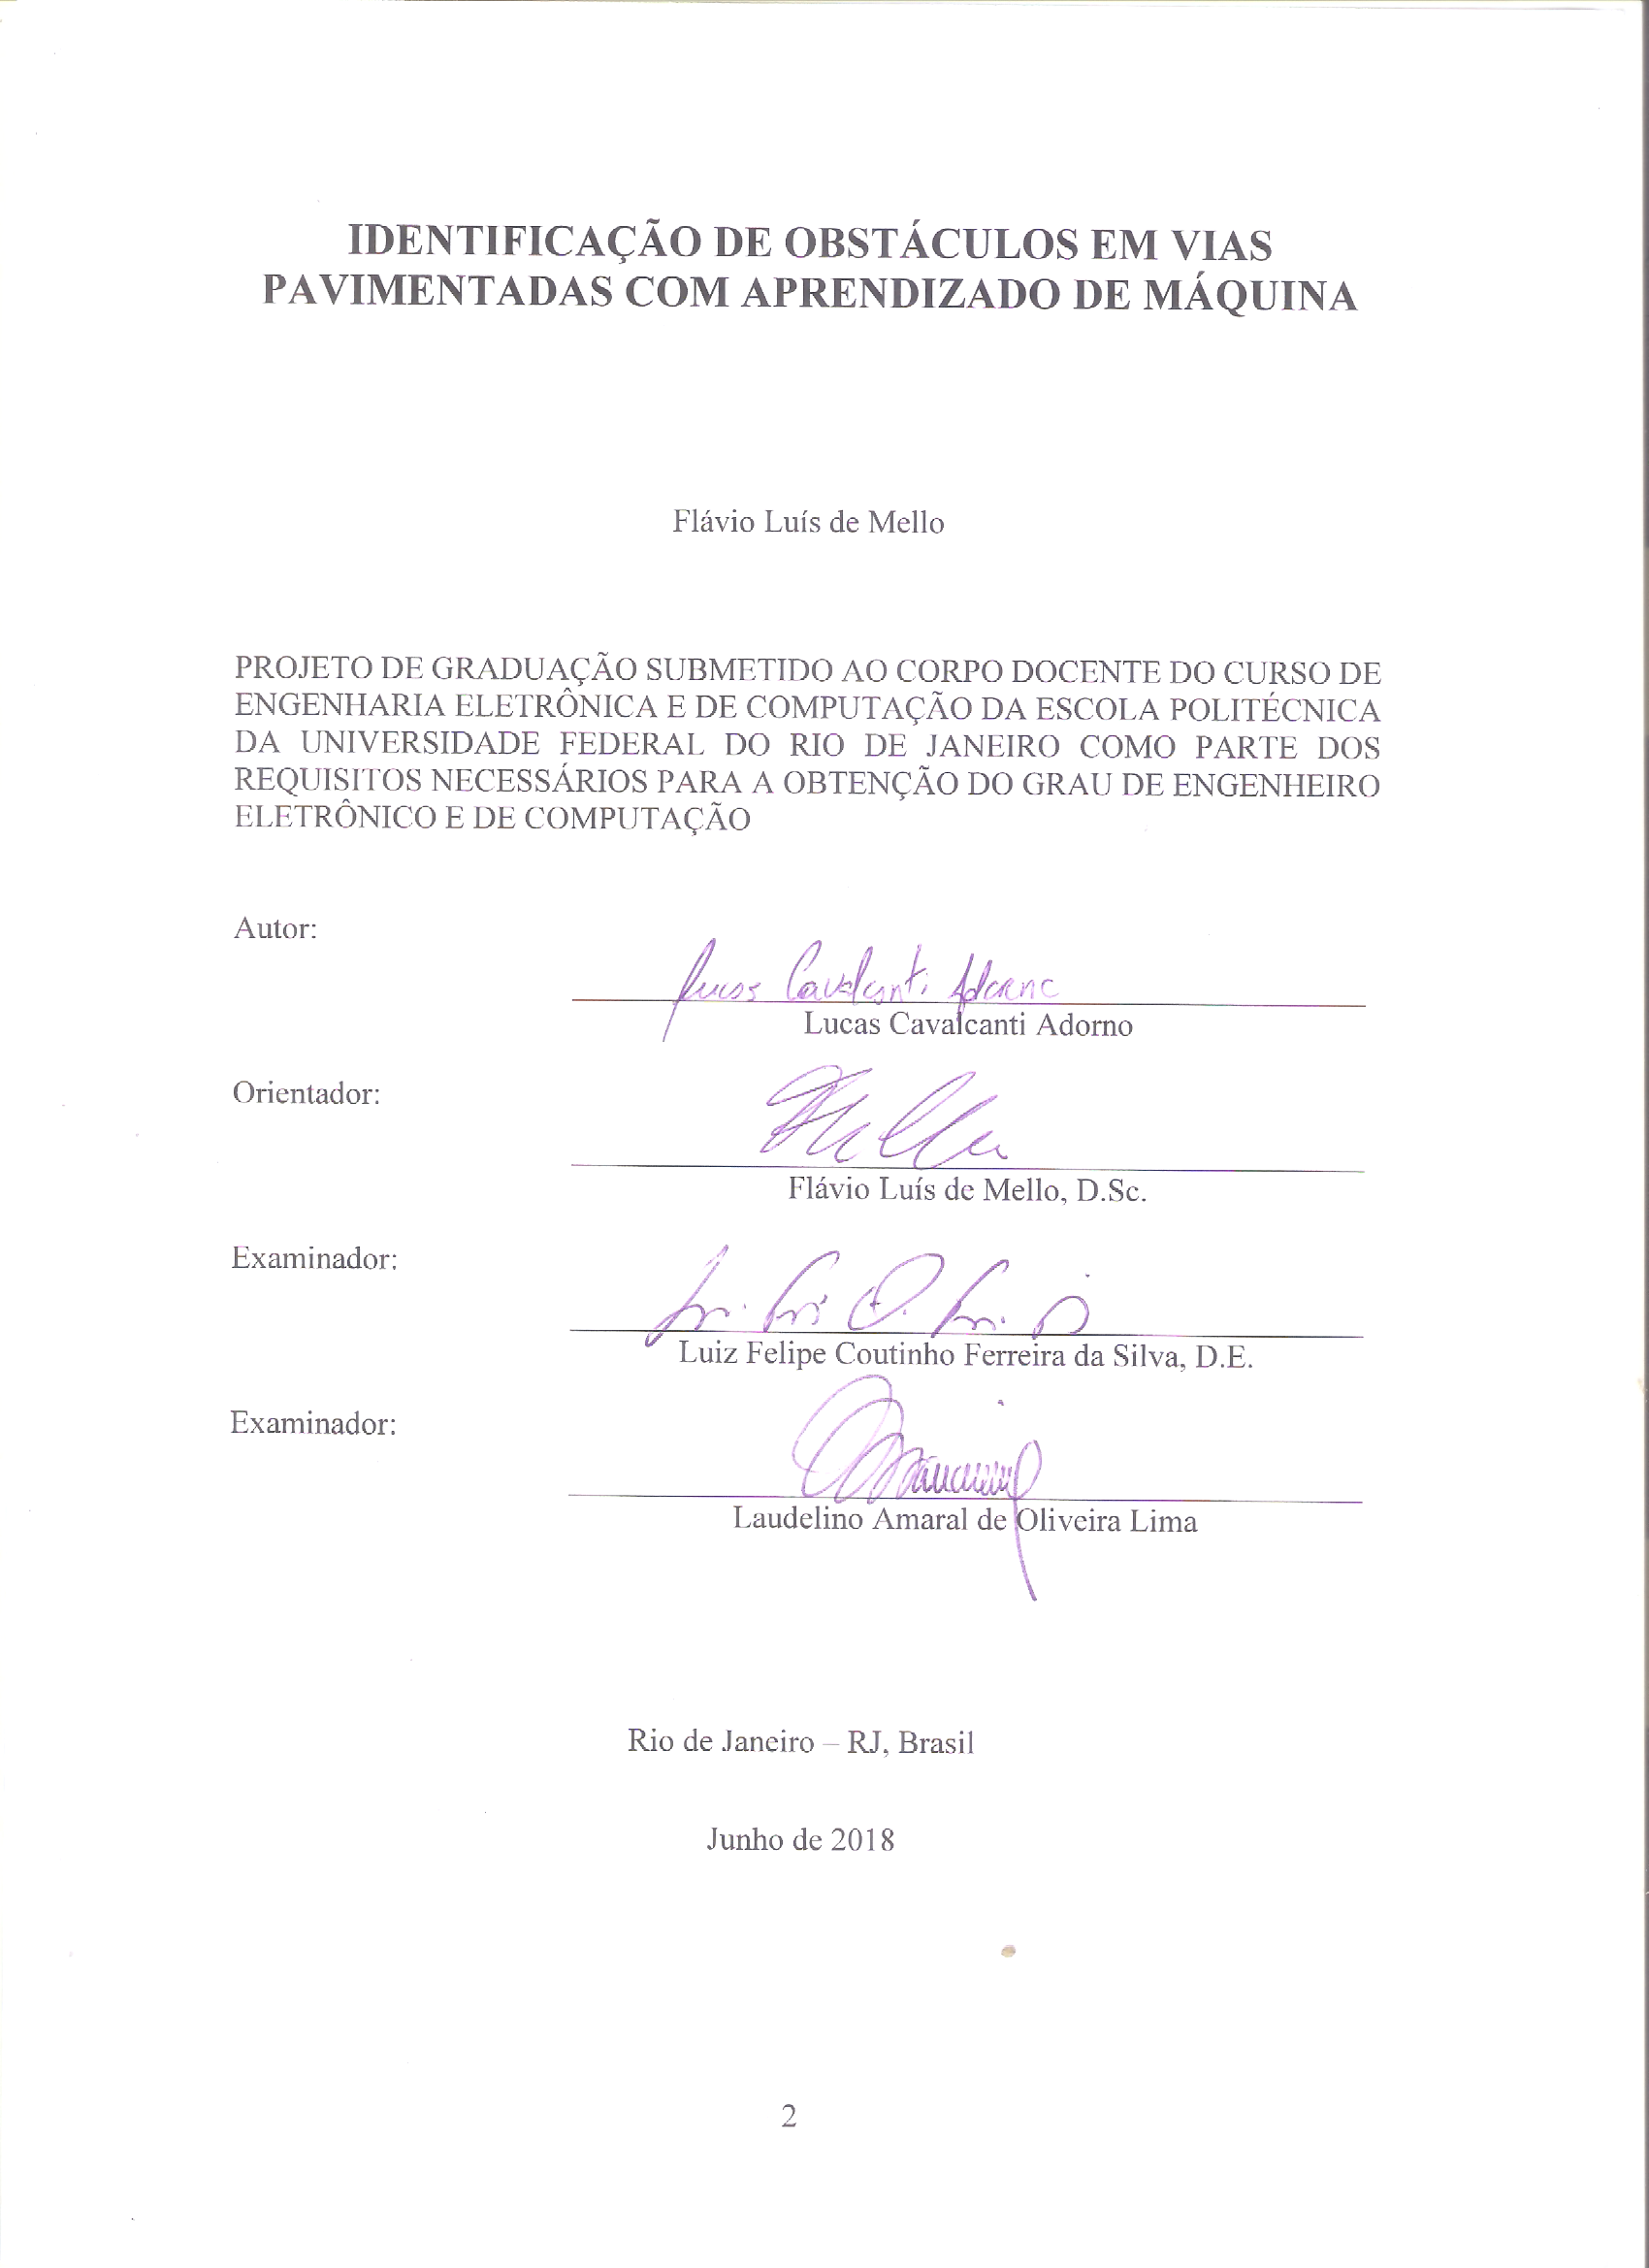 IDENTIFICAÇÃO DE OBSTÁCULOS EM VIAS
PAVIMENTADAS COM APRENDIZADO DE MÁQUINA
Flávio Luís de Mello
PROJETO DE GRADUAÇÃO SUBMETIDO AO CORPO DOCENTE DO CURSO DE
ENGENHARIA ELETRÔNICA E DE COMPUTAÇÃO DA ESCOLA POLITÉCNICA
DA UNIVERSIDADE FEDERAL DO RIO DE JANEIRO COMO PARTE DOS
REQUISITOS NECESSÁRIOS PARA A OBTENÇÃO DO GRAU DE ENGENHEIRO
ELETRÔNICO E DE COMPUTAÇÃO
Autor:
Lucas Cavalcanti Adorno
Lucas Cavalcanti Adorno
Orientador:
Flávio Luís de Mello, D.Sc.
Examinador:
Luiz Felipe Coutinho Ferreira da Silva, D.E.
Examinador:
Laudelino Amaral de Oliveira Lima
Rio de Janeiro – RJ, Brasil
Junho de 2018
2